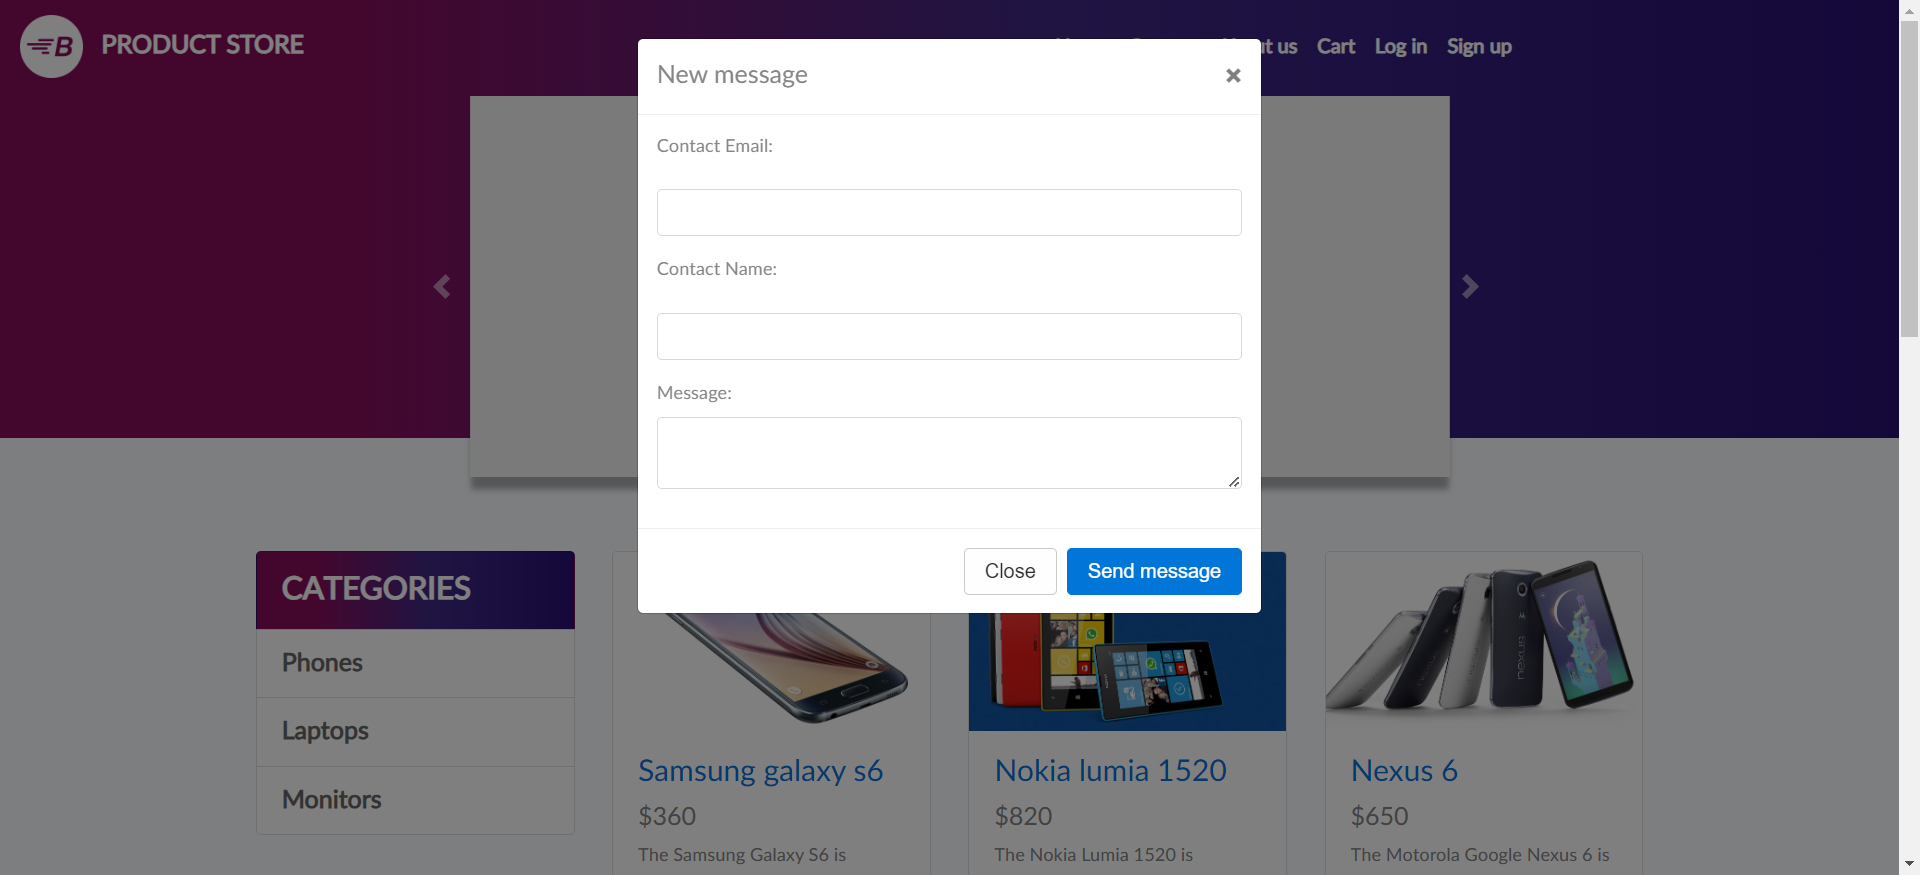 B PRODUCT STORE
t us Cart Log in Sign up
New message
×
Contact Email:
Contact Name:
Message:
Close Send message
CATEGORIES
Phones
Laptops
Monitors
Samsung galaxy s6
$360
The Samsung Galaxy S6 is
Nokia lumia 1520
$820
The Nokia Lumia 1520 is
Nexus 6
$650
The Motorola Google Nexus 6 is